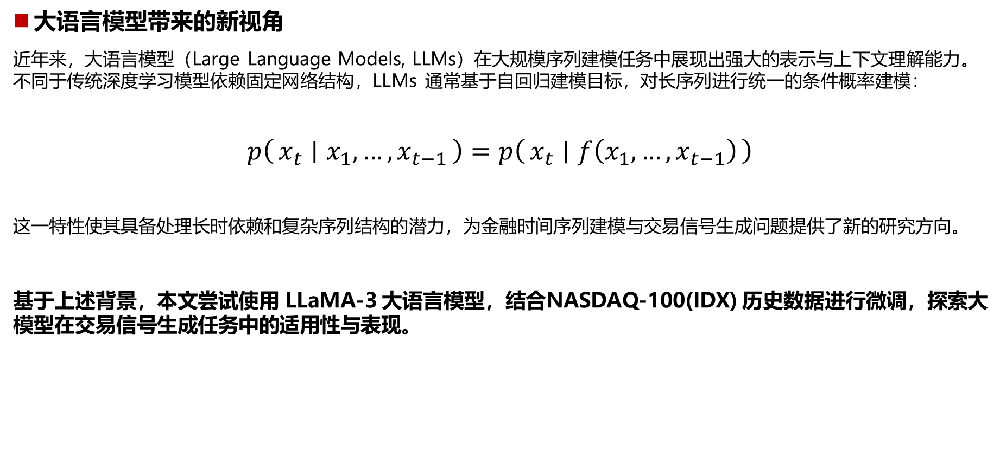 大语言模型带来的新视角
近年来，大语言模型（Large Language Models, LLMs）在大规模序列建模任务中展现出强大的表示与上下文理解能力。
不同于传统深度学习模型依赖固定网络结构，LLMs 通常基于自回归建模目标，对长序列进行统一的条件概率建模：
p( x_t ∣ x_1, … , x_{t−1} ) = p( x_t ∣ f(x_1, … , x_{t−1}) )
这一特性使其具备处理长时依赖和复杂序列结构的潜力，为金融时间序列建模与交易信号生成问题提供了新的研究方向。
基于上述背景，本文尝试使用 LLaMA-3 大语言模型，结合NASDAQ-100(IDX) 历史数据进行微调，探索大
模型在交易信号生成任务中的适用性与表现。